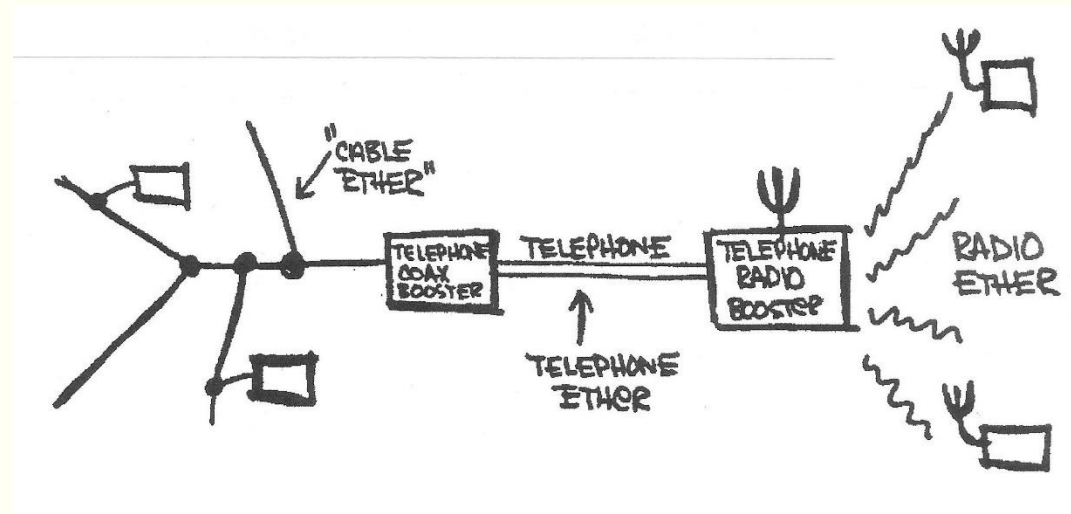 "CABLE
ETHER"
TELEPHONE
COAX
BOOSTER
TELEPHONE
TELEPHONE
ETHER
TELEPHONE
RADIO
BOOSTER
RADIO
ETHER